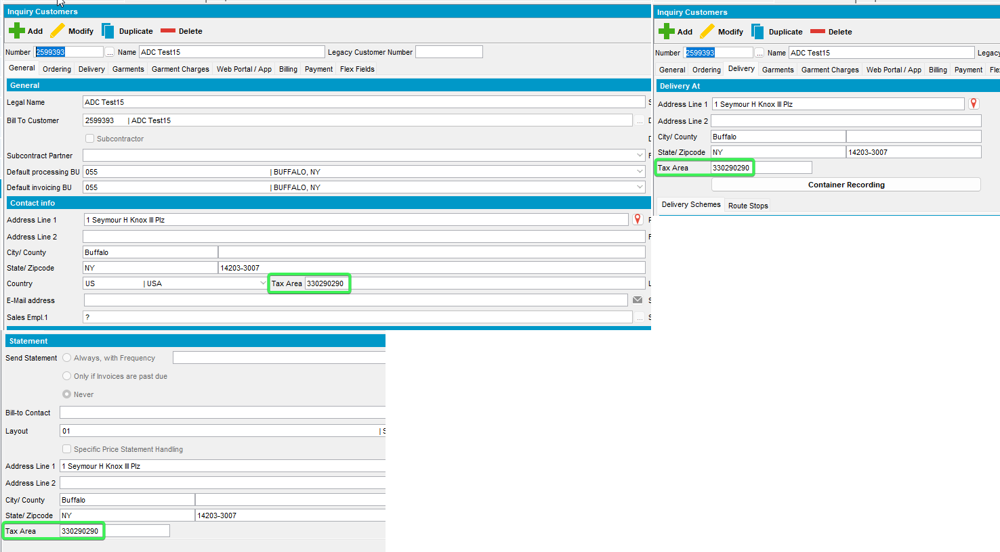 Inquiry Customers
Add Modify Duplicate Delete
Number 2599393 ... Name ADC Test15 Legacy Customer Number
General Ordering Delivery Garments Garment Charges Web Portal / App Billing Payment Flex Fields
General
Legal Name ADC Test15
Bill To Customer 2599393 | ADC Test15 ...
Subcontractor
Subcontract Partner
Default processing BU 055 | BUFFALO, NY
Default invoicing BU 055 | BUFFALO, NY
Contact info
Address Line 1 1 Seymour H Knox III Plz
Address Line 2
City/ County Buffalo
State/ Zipcode NY 14203-3007
Country US | USA Tax Area 330290290
E-Mail address
Sales Empl.1 ? ...
Inquiry Customers
Add Modify Duplicate Delete
Number 2599393 ... Name ADC Test15 Legacy
General Ordering Delivery Garments Garment Charges Web Portal / App Billing Payment Fle
Delivery At
Address Line 1 1 Seymour H Knox III Plz
Address Line 2
City/ County Buffalo
State/ Zipcode NY 14203-3007
Tax Area 330290290
Container Recording
Delivery Schemes Route Stops
Statement
Send Statement Always, with Frequency
Only if Invoices are past due
Never
Bill-to Contact
Layout 01 | S
Specific Price Statement Handling
Address Line 1 1 Seymour H Knox III Plz
Address Line 2
City/ County Buffalo
State/ Zipcode NY 14203-3007
Tax Area 330290290